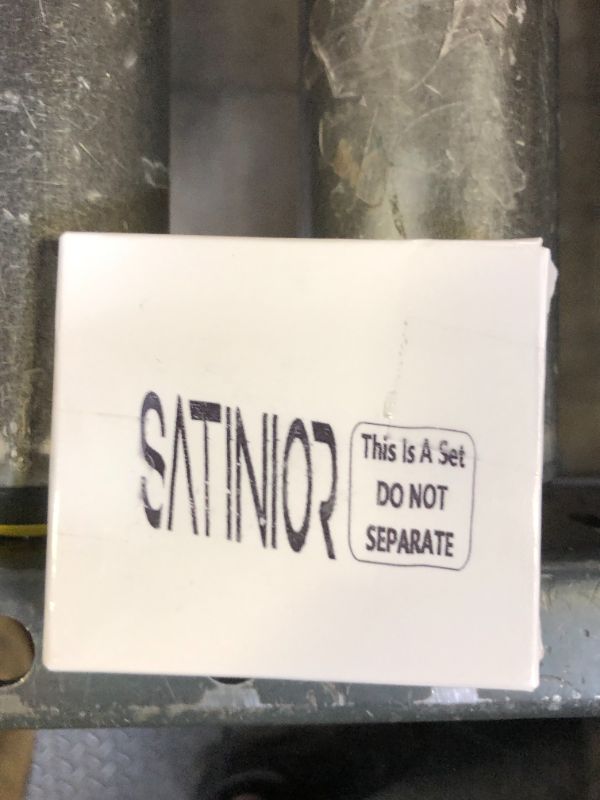 SATINIOR
This Is A Set
DO NOT
SEPARATE